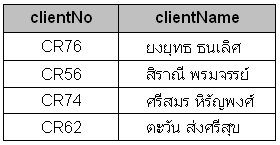 clientNo clientName
CR76 ยงยุทธ ธนเลิศ
CR56 สิราณี พรมจรรย์
CR74 ศรีสมร หิรัญพงศ์
CR62 ตะวัน ส่งศรีสุข